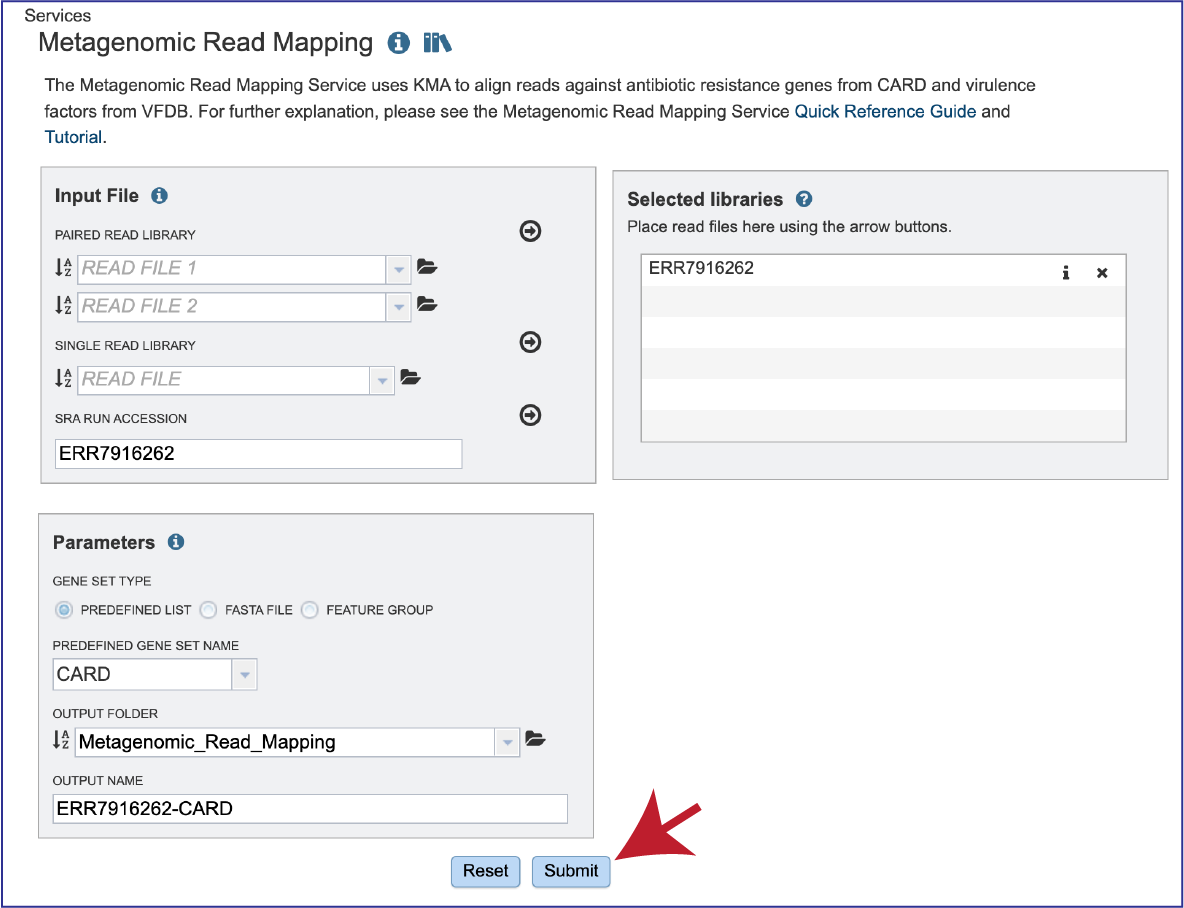 Services
Metagenomic Read Mapping
The Metagenomic Read Mapping Service uses KMA to align reads against antibiotic resistance genes from CARD and virulence
factors from VFDB. For further explanation, please see the Metagenomic Read Mapping Service Quick Reference Guide and
Tutorial.
Input File
PAIRED READ LIBRARY
READ FILE 1
READ FILE 2
SINGLE READ LIBRARY
READ FILE
SRA RUN ACCESSION
ERR7916262
Selected libraries
Place read files here using the arrow buttons.
ERR7916262
Parameters
GENE SET TYPE
PREDEFINED LIST FASTA FILE FEATURE GROUP
PREDEFINED GENE SET NAME
CARD
OUTPUT FOLDER
Metagenomic_Read_Mapping
OUTPUT NAME
ERR7916262-CARD
Reset Submit